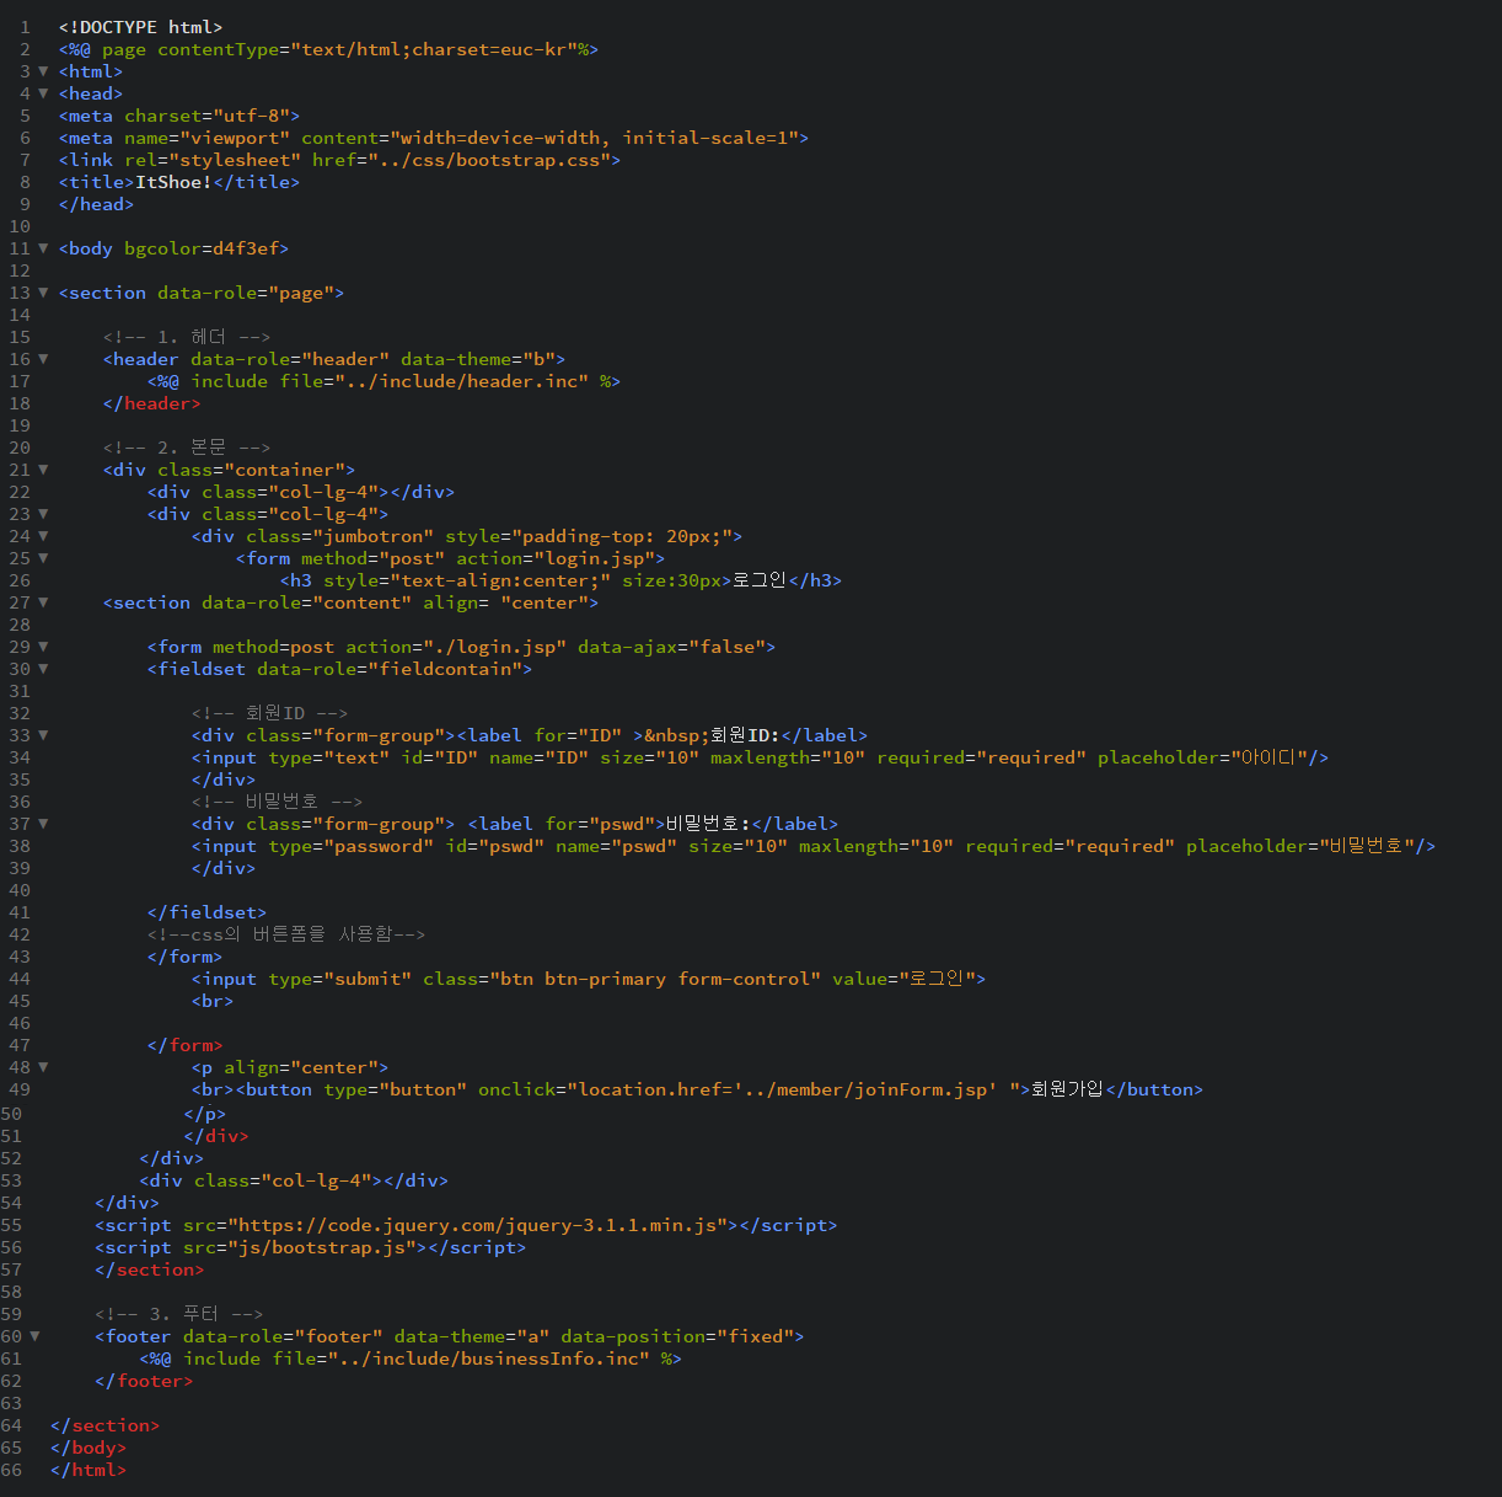 1 <!DOCTYPE html>
2 <%@ page contentType="text/html;charset=euc-kr"%>
3 <html>
4 <head>
5 <meta charset="utf-8">
6 <meta name="viewport" content="width=device-width, initial-scale=1">
7 <link rel="stylesheet" href="../css/bootstrap.css">
8 <title>ItShoe!</title>
9 </head>
10
11 <body bgcolor=d4f3ef>
12
13 <section data-role="page">
14
15 <!-- 1. 헤더 -->
16 <header data-role="header" data-theme="b">
17 <%@ include file="../include/header.inc" %>
18 </header>
19
20 <!-- 2. 본문 -->
21 <div class="container">
22 <div class="col-lg-4"></div>
23 <div class="col-lg-4">
24 <div class="jumbotron" style="padding-top: 20px;">
25 <form method="post" action="login.jsp">
26 <h3 style="text-align:center;" size:30px>로그인</h3>
27 <section data-role="content" align= "center">
28
29 <form method=post action="./login.jsp" data-ajax="false">
30 <fieldset data-role="fieldcontain">
31
32 <!-- 회원ID -->
33 <div class="form-group"><label for="ID" >&nbsp;회원ID:</label>
34 <input type="text" id="ID" name="ID" size="10" maxlength="10" required="required" placeholder="아이디"/>
35 </div>
36 <!-- 비밀번호 -->
37 <div class="form-group"> <label for="pswd">비밀번호:</label>
38 <input type="password" id="pswd" name="pswd" size="10" maxlength="10" required="required" placeholder="비밀번호"/>
39 </div>
40
41 </fieldset>
42 <!--css의 버튼폼을 사용함-->
43 </form>
44 <input type="submit" class="btn btn-primary form-control" value="로그인">
45 <br>
46
47 </form>
48 <p align="center">
49 <br><button type="button" onclick="location.href='../member/joinForm.jsp' ">회원가입</button>
50 </p>
51 </div>
52 </div>
53 <div class="col-lg-4"></div>
54 </div>
55 <script src="https://code.jquery.com/jquery-3.1.1.min.js"></script>
56 <script src="js/bootstrap.js"></script>
57 </section>
58
59 <!-- 3. 푸터 -->
60 <footer data-role="footer" data-theme="a" data-position="fixed">
61 <%@ include file="../include/businessInfo.inc" %>
62 </footer>
63
64 </section>
65 </body>
66 </html>